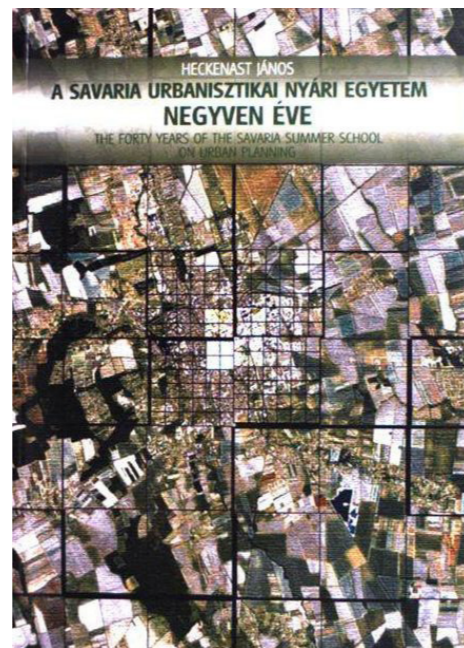 HECKENAST JÁNOS
A SAVARIA URBANISZTIKAI NYÁRI EGYETEM
NEGYVEN ÉVE
THE FORTY YEARS OF THE SAVARIA SUMMER SCHOOL
ON URBAN PLANNING